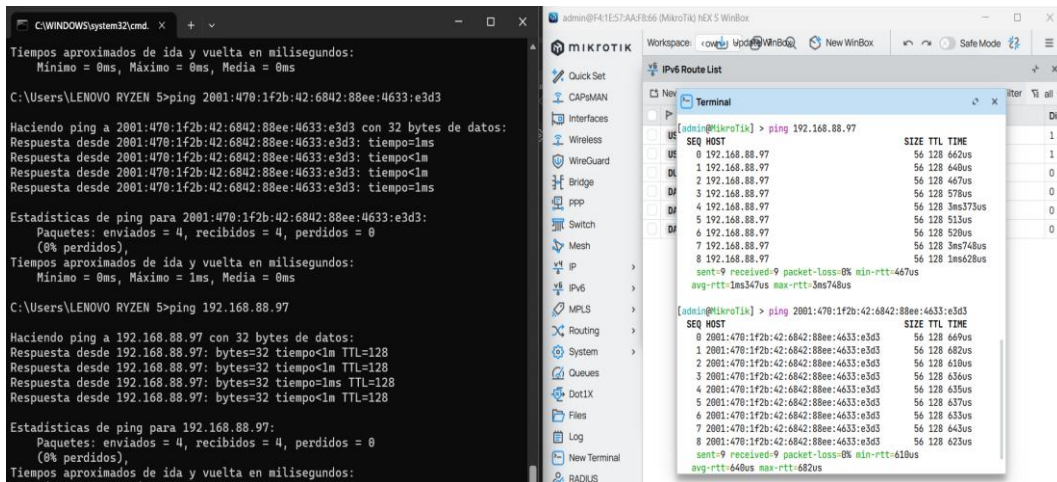 C:\WINDOWS\system32\cmd.
Tiempos aproximados de ida y vuelta en milisegundos:
Mínimo = 0ms, Máximo = 0ms, Media = 0ms
C:\Users\LENOVO RYZEN 5>ping 2001:470:1f2b:42:6842:88ee:4633:e3d3
Haciendo ping a 2001:470:1f2b:42:6842:88ee:4633:e3d3 con 32 bytes de datos:
Respuesta desde 2001:470:1f2b:42:6842:88ee:4633:e3d3: tiempo=1ms
Respuesta desde 2001:470:1f2b:42:6842:88ee:4633:e3d3: tiempo<1m
Respuesta desde 2001:470:1f2b:42:6842:88ee:4633:e3d3: tiempo<1m
Respuesta desde 2001:470:1f2b:42:6842:88ee:4633:e3d3: tiempo=1ms
Estadísticas de ping para 2001:470:1f2b:42:6842:88ee:4633:e3d3:
Paquetes: enviados = 4, recibidos = 4, perdidos = 0
(0% perdidos),
Tiempos aproximados de ida y vuelta en milisegundos:
Mínimo = 0ms, Máximo = 1ms, Media = 0ms
C:\Users\LENOVO RYZEN 5>ping 192.168.88.97
Haciendo ping a 192.168.88.97 con 32 bytes de datos:
Respuesta desde 192.168.88.97: bytes=32 tiempo<1m TTL=128
Respuesta desde 192.168.88.97: bytes=32 tiempo<1m TTL=128
Respuesta desde 192.168.88.97: bytes=32 tiempo=1ms TTL=128
Respuesta desde 192.168.88.97: bytes=32 tiempo<1m TTL=128
Estadísticas de ping para 192.168.88.97:
Paquetes: enviados = 4, recibidos = 4, perdidos = 0
(0% perdidos),
Tiempos aproximados de ida y vuelta en milisegundos:
admin@F4:1E:57:AA:F8:66 (MikroTik) hEX S WinBox
MIKROTIK
Workspace: New WinBox Safe Mode
Quick Set
CAPsMAN
Interfaces
Wireless
WireGuard
Bridge
PPP
Switch
Mesh
IP
IPv6
MPLS
Routing
System
Queues
Dot1X
Files
Log
New Terminal
RADIUS
IPv6 Route List
New
all
Terminal
[admin@MikroTik] > ping 192.168.88.97
SEQ HOST SIZE TTL TIME
0 192.168.88.97 56 128 662us
1 192.168.88.97 56 128 640us
2 192.168.88.97 56 128 467us
3 192.168.88.97 56 128 578us
4 192.168.88.97 56 128 3ms373us
5 192.168.88.97 56 128 513us
6 192.168.88.97 56 128 520us
7 192.168.88.97 56 128 3ms748us
8 192.168.88.97 56 128 1ms628us
sent=9 received=9 packet-loss=0% min-rtt=467us
avg-rtt=1ms347us max-rtt=3ms748us
[admin@MikroTik] > ping 2001:470:1f2b:42:6842:88ee:4633:e3d3
SEQ HOST SIZE TTL TIME
0 2001:470:1f2b:42:6842:88ee:4633:e3d3 56 128 669us
1 2001:470:1f2b:42:6842:88ee:4633:e3d3 56 128 682us
2 2001:470:1f2b:42:6842:88ee:4633:e3d3 56 128 610us
3 2001:470:1f2b:42:6842:88ee:4633:e3d3 56 128 636us
4 2001:470:1f2b:42:6842:88ee:4633:e3d3 56 128 635us
5 2001:470:1f2b:42:6842:88ee:4633:e3d3 56 128 637us
6 2001:470:1f2b:42:6842:88ee:4633:e3d3 56 128 633us
7 2001:470:1f2b:42:6842:88ee:4633:e3d3 56 128 643us
8 2001:470:1f2b:42:6842:88ee:4633:e3d3 56 128 623us
sent=9 received=9 packet-loss=0% min-rtt=610us
avg-rtt=640us max-rtt=682us